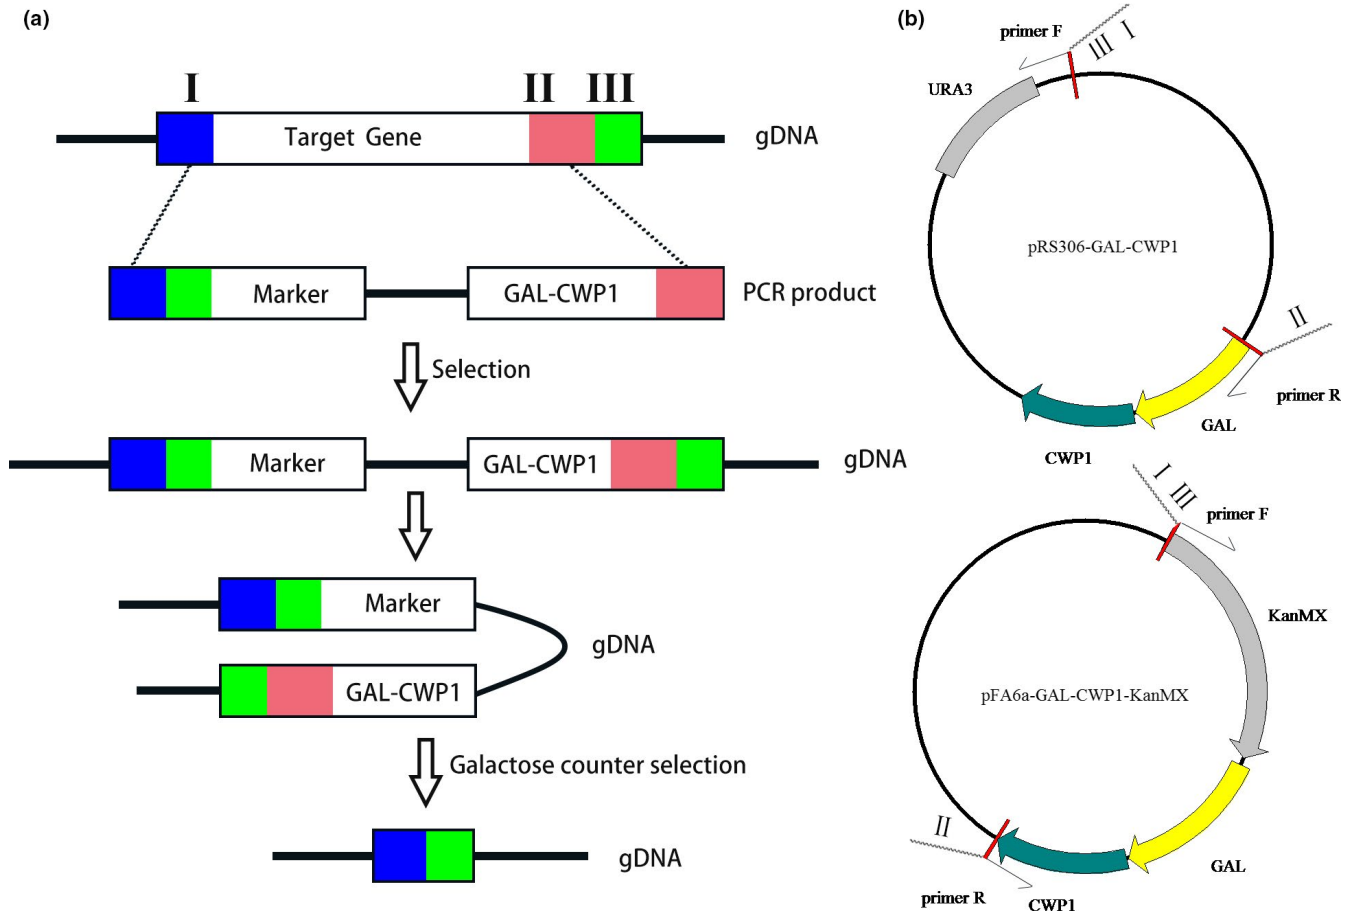 (a)
I II III
Target Gene
gDNA
Marker
GAL-CWP1
PCR product
Selection
Marker
GAL-CWP1
gDNA
Marker
gDNA
GAL-CWP1
Galactose counter selection
gDNA
(b)
primer F
III I
URA3
pRS306-GAL-CWP1
II
primer R
GAL
CWP1
I III
primer F
KanMX
pFA6a-GAL-CWP1-KanMX
II
GAL
primer R
CWP1